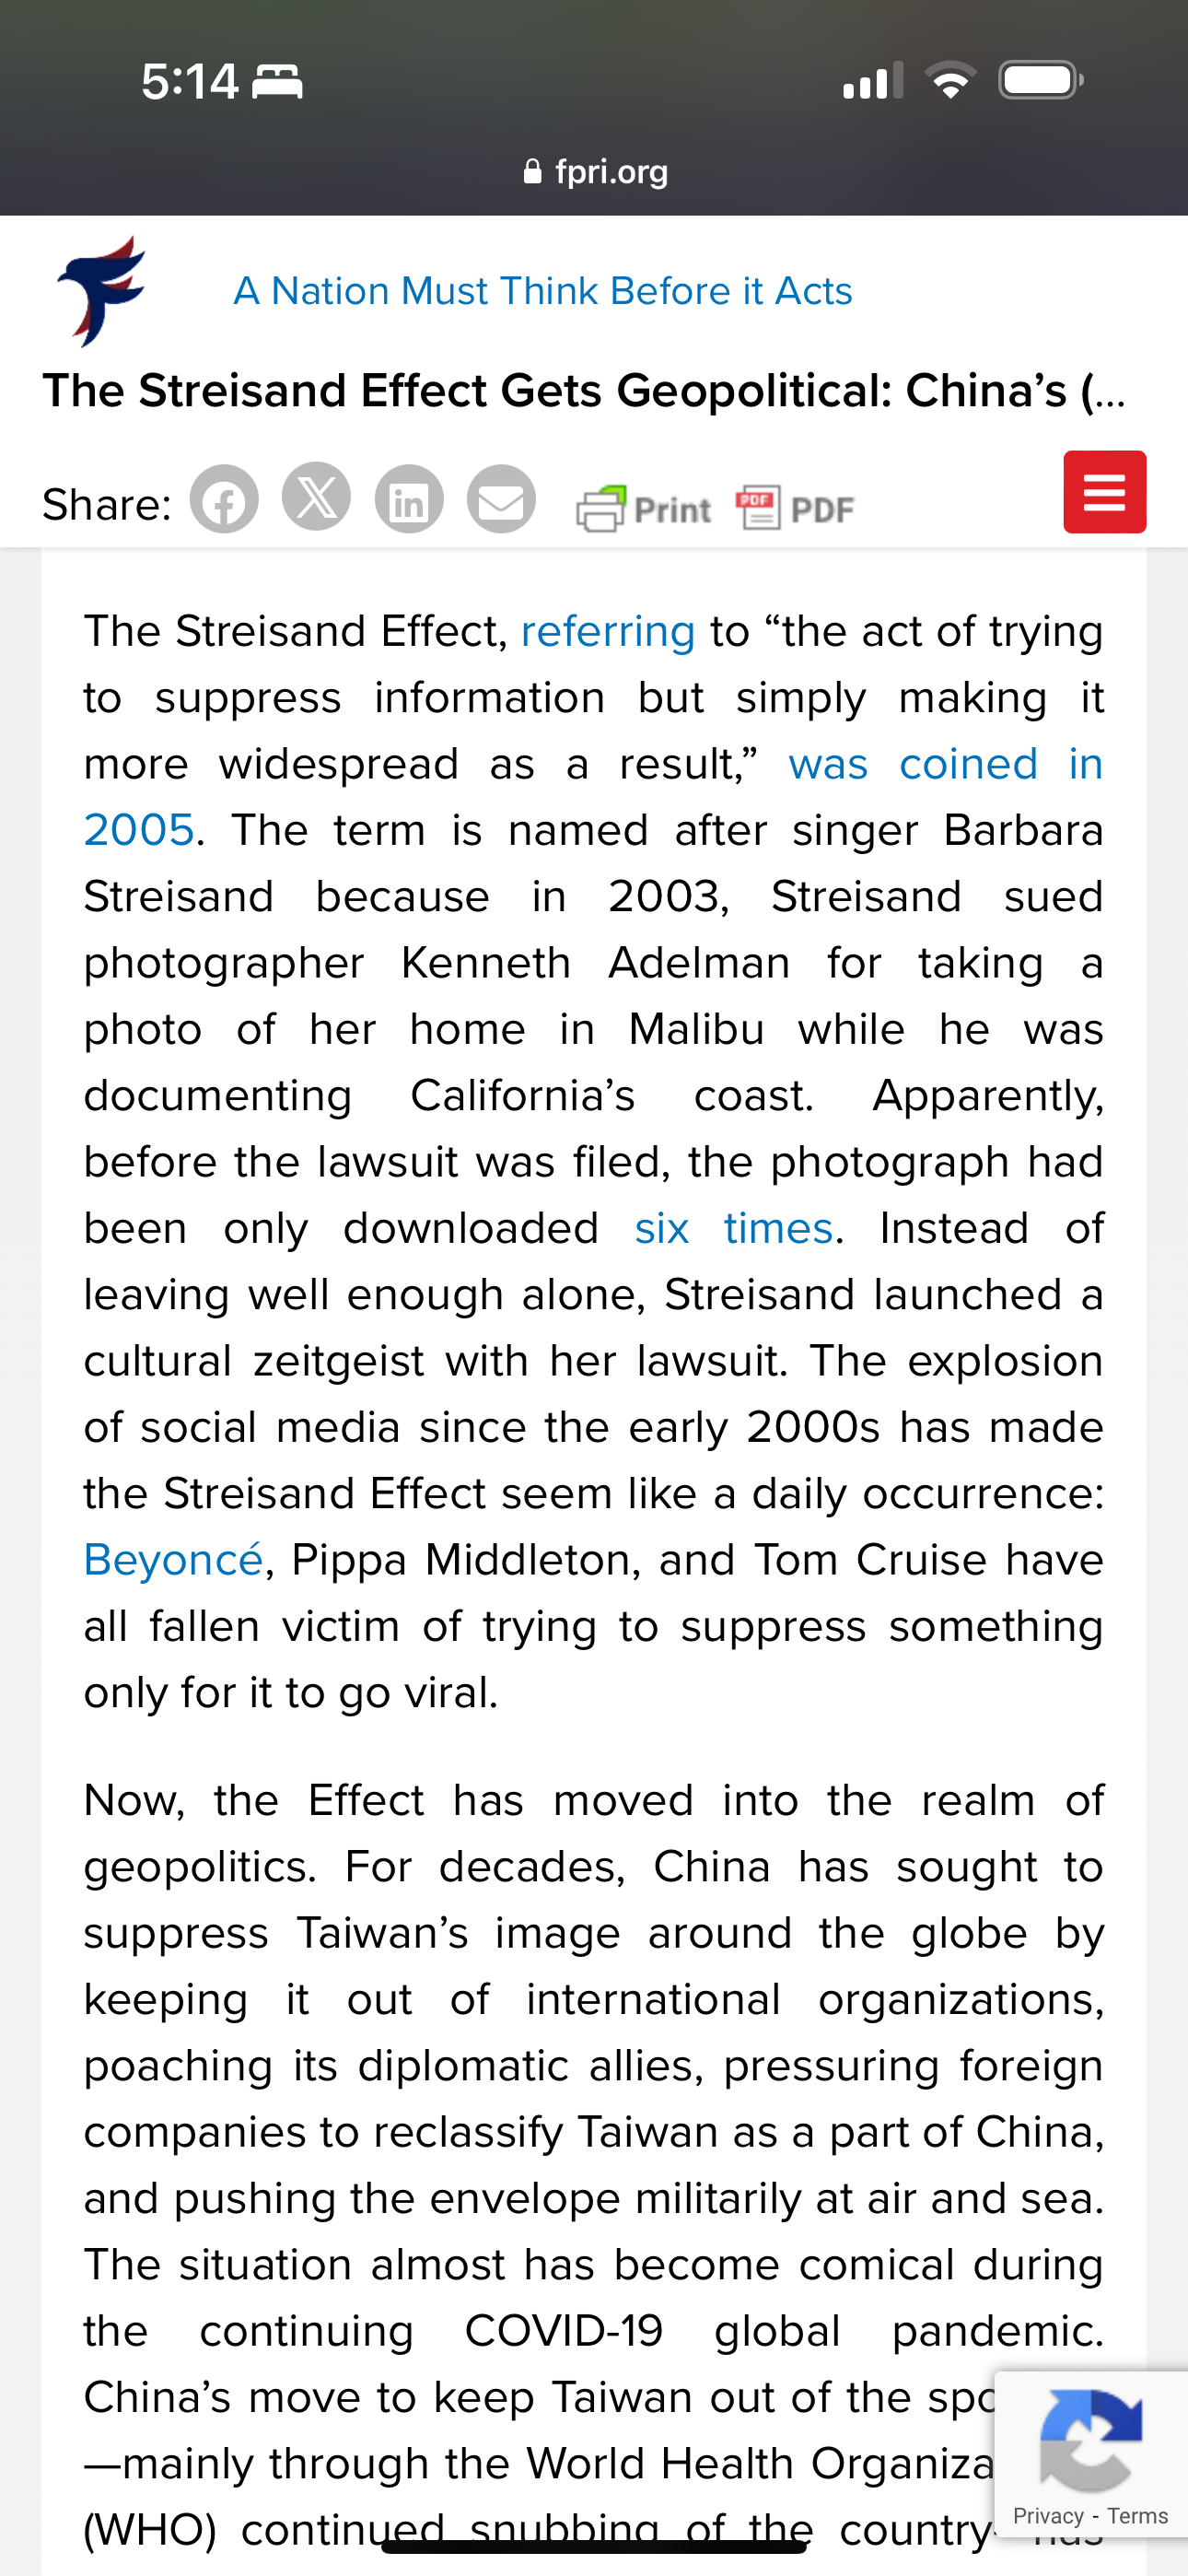 5:14
fpri.org
A Nation Must Think Before it Acts
The Streisand Effect Gets Geopolitical: China’s (...
Share:
Print
PDF
PDF
The Streisand Effect, referring to “the act of trying
to suppress information but simply making it
more widespread as a result,” was coined in
2005. The term is named after singer Barbara
Streisand because in 2003, Streisand sued
photographer Kenneth Adelman for taking a
photo of her home in Malibu while he was
documenting California’s coast. Apparently,
before the lawsuit was filed, the photograph had
been only downloaded six times. Instead of
leaving well enough alone, Streisand launched a
cultural zeitgeist with her lawsuit. The explosion
of social media since the early 2000s has made
the Streisand Effect seem like a daily occurrence:
Beyoncé, Pippa Middleton, and Tom Cruise have
all fallen victim of trying to suppress something
only for it to go viral.
Now, the Effect has moved into the realm of
geopolitics. For decades, China has sought to
suppress Taiwan’s image around the globe by
keeping it out of international organizations,
poaching its diplomatic allies, pressuring foreign
companies to reclassify Taiwan as a part of China,
and pushing the envelope militarily at air and sea.
The situation almost has become comical during
the continuing COVID-19 global pandemic.
China’s move to keep Taiwan out of the
—mainly through the World Health
(WHO) continued snubbing of the country
Privacy - Terms